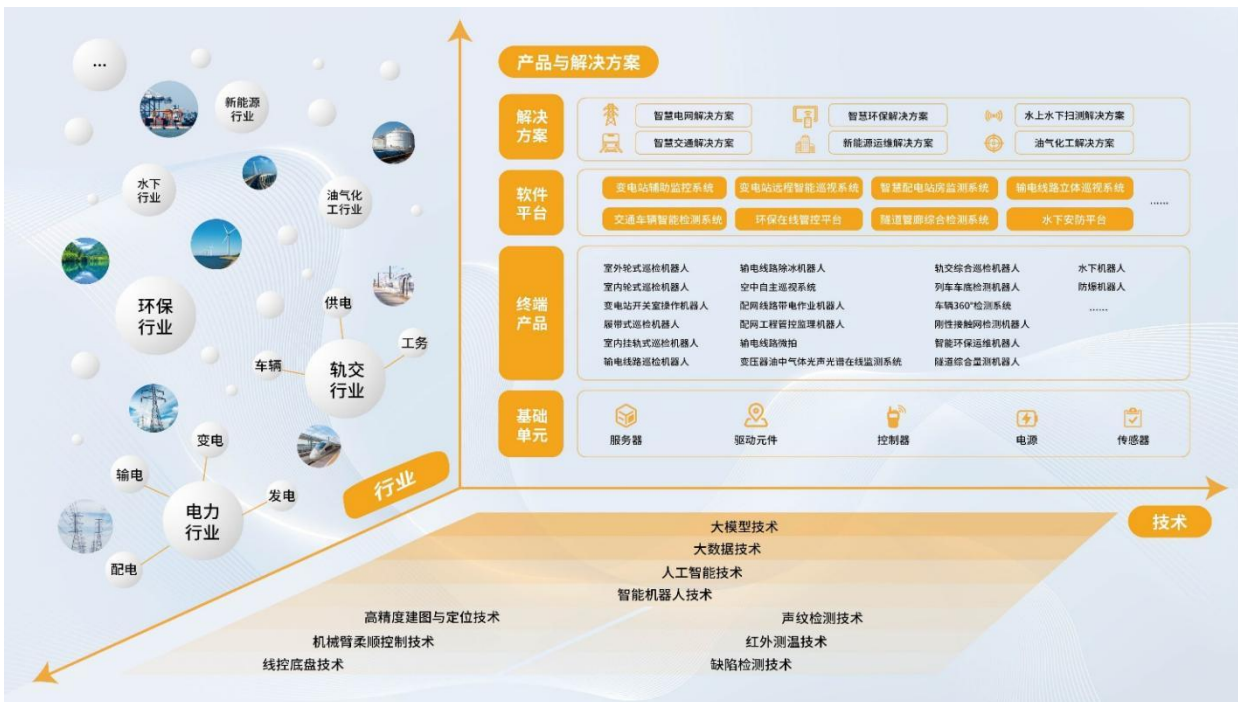 ...
新能源
行业
水下
行业
油气化
工行业
环保
行业
供电
工务
车辆
轨交
行业
变电
输电
发电
电力
行业
配电
行业
产品与解决方案
解决
方案
智慧电网解决方案
智慧环保解决方案
水上水下扫测解决方案
智慧交通解决方案
新能源运维解决方案
油气化工解决方案
软件
平台
变电站辅助监控系统
变电站远程智能巡视系统
智慧配电站房监测系统
输电线路立体巡视系统
交通车辆智能检测系统
环保在线管控平台
隧道管廊综合检测系统
水下安防平台
......
终端
产品
室外轮式巡检机器人
室内轮式巡检机器人
变电站开关室操作机器人
履带式巡检机器人
室内挂轨式巡检机器人
输电线路巡检机器人
输电线路除冰机器人
空中自主巡视系统
配网线路带电作业机器人
配网工程管控监理机器人
输电线路微拍
变压器油中气体光声光谱在线监测系统
轨交综合巡检机器人
列车车底检测机器人
车辆360°检测系统
刚性接触网检测机器人
智能环保运维机器人
隧道综合量测机器人
水下机器人
防爆机器人
......
基础
单元
服务器
驱动元件
控制器
电源
传感器
技术
大模型技术
大数据技术
人工智能技术
智能机器人技术
高精度建图与定位技术
声纹检测技术
机械臂柔顺控制技术
红外测温技术
线控底盘技术
缺陷检测技术